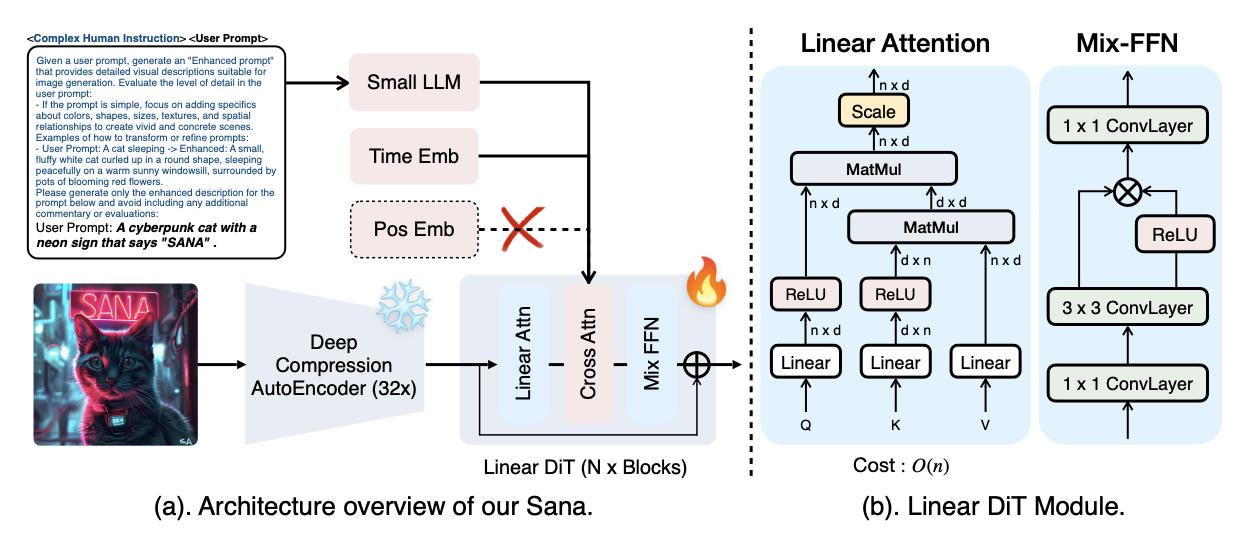 <Complex Human Instruction> <User Prompt>
Given a user prompt, generate an "Enhanced prompt"
that provides detailed visual descriptions suitable for
image generation. Evaluate the level of detail in the
user prompt:
- If the prompt is simple, focus on adding specifics
about colors, shapes, sizes, textures, and spatial
relationships to create vivid and concrete scenes.
Examples of how to transform or refine prompts:
- User Prompt: A cat sleeping -> Enhanced: A small,
fluffy white cat curled up in a round shape, sleeping
peacefully on a warm sunny windowsill, surrounded by
pots of blooming red flowers.
Please generate only the enhanced description for the
prompt below and avoid including any additional
commentary or evaluations:
User Prompt: A cyberpunk cat with a
neon sign that says "SANA" .
Small LLM
Time Emb
Pos Emb
SANA
Deep
Compression
AutoEncoder (32x)
Linear Attn
Cross Attn
Mix FFN
Linear DiT (N x Blocks)
(a). Architecture overview of our Sana.
Linear Attention
n x d
Scale
n x d
MatMul
n x d
d x d
MatMul
d x n
n x d
ReLU
ReLU
n x d
d x n
Linear
Linear
Linear
Q
K
V
Cost : O(n)
Mix-FFN
1 x 1 ConvLayer
ReLU
3 x 3 ConvLayer
1 x 1 ConvLayer
(b). Linear DiT Module.